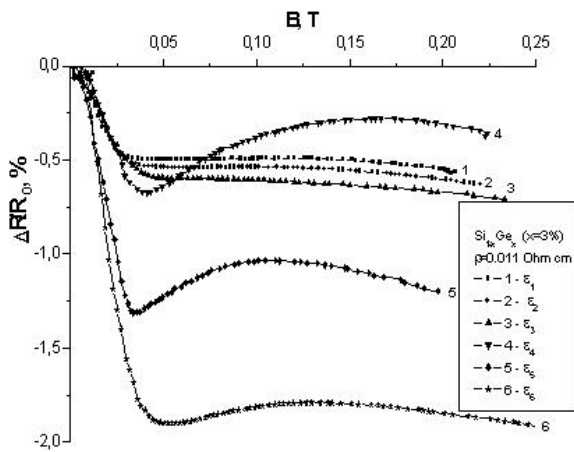 B, T
0,05 0,10 0,15 0,20 0,25
0,0
-0,5
-1,0
-1,5
-2,0
ΔR/R₀, %
4
1
2
3
5
6
Si₁₋ₓGeₓ (x=3%)
ρ=0.011 Ohm cm
1 - ε₁
2 - ε₂
3 - ε₃
4 - ε₄
5 - ε₅
6 - ε₆